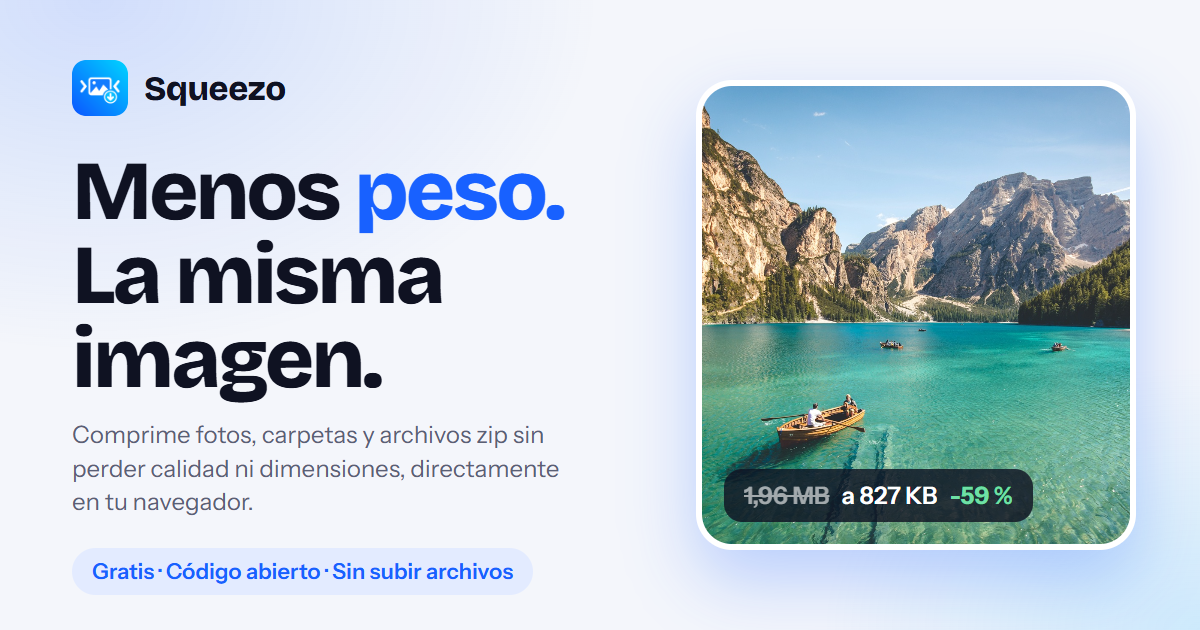 Squeezo
Menos peso.
La misma
imagen.
Comprime fotos, carpetas y archivos zip sin
perder calidad ni dimensiones, directamente
en tu navegador.
Gratis · Código abierto · Sin subir archivos
1,96 MB a 827 KB -59 %